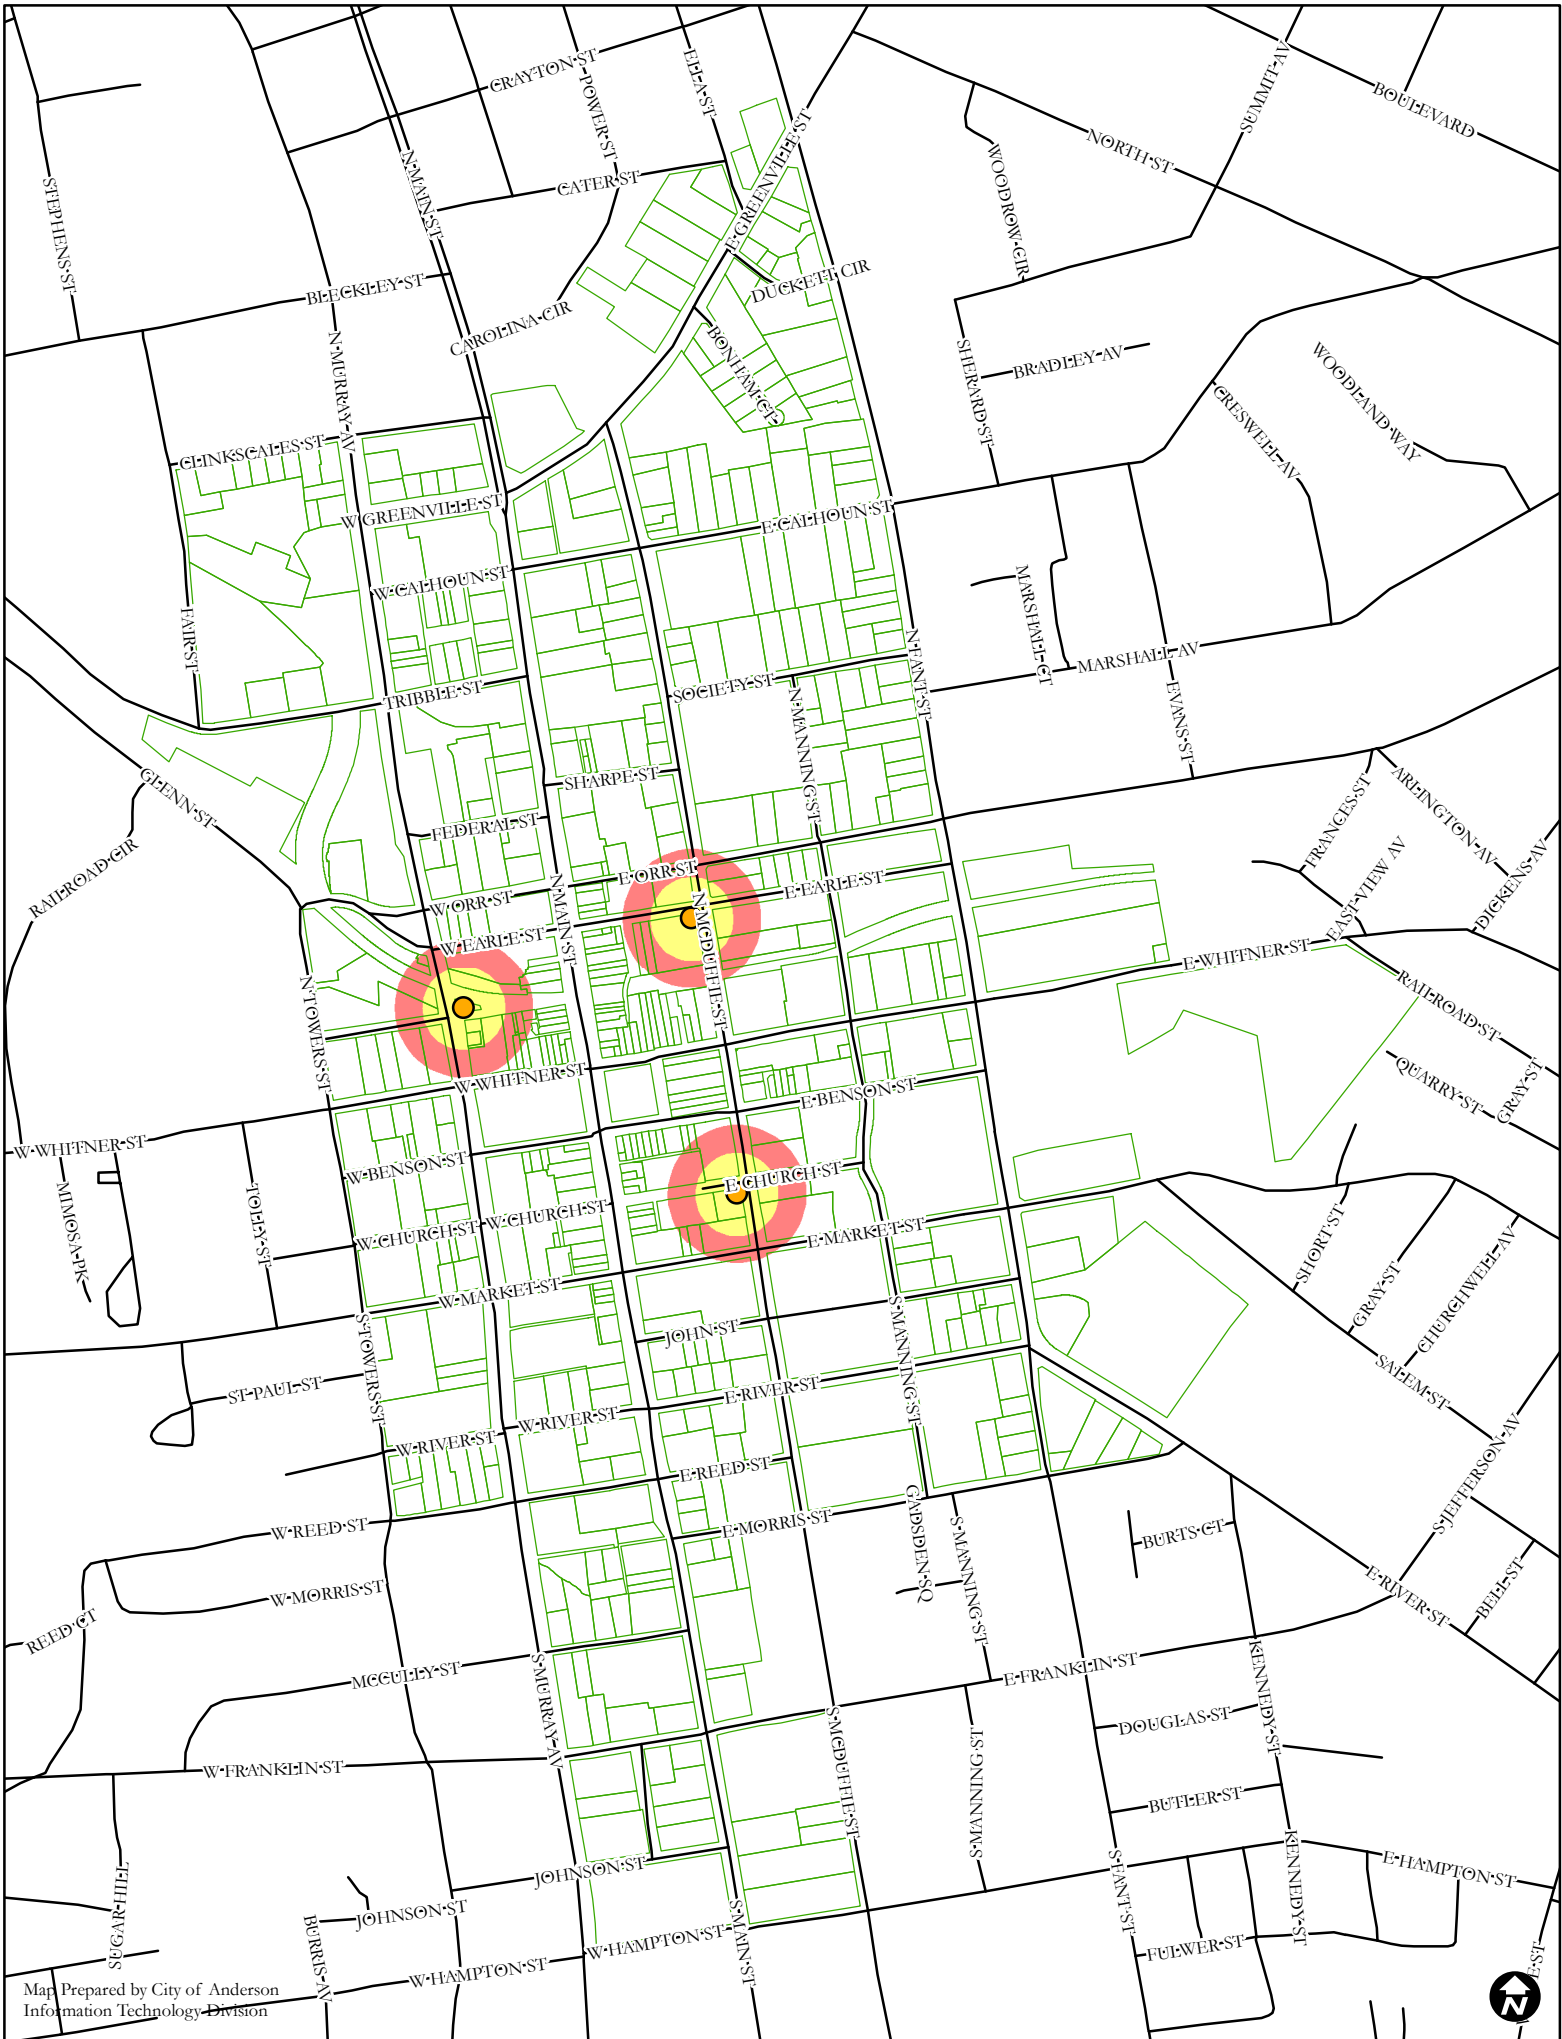 CRAYTON ST
POWER ST
ELLA ST
SUMMIT AV
BOULEVARD
NORTH ST
WOODROW CIR
N MAIN ST
CATER ST
E GREENVILLE ST
STEPHENS ST
BLECKLEY ST
DUCKETT CIR
CAROLINA CIR
N MURRAY AV
BONHAM CT
SHERARD ST
BRADLEY AV
WOODLAND WAY
CRESWELL AV
CLINKSCALES ST
W GREENVILLE ST
E CALHOUN ST
W CALHOUN ST
MARSHALL CT
FAIR ST
N FANT ST
MARSHALL AV
TRIBBLE ST
SOCIETY ST
N MANNING ST
EVANS ST
GLENN ST
SHARPE ST
FEDERAL ST
FRANCES ST
ARLINGTON AV
EAST VIEW AV
DICKENS AV
RAILROAD CIR
E ORR ST
W ORR ST
E EARLE ST
W EARLE ST
N MAIN ST
N MCDUFFIE ST
E WHITNER ST
RAILROAD ST
N TOWERS ST
W WHITNER ST
QUARRY ST
GRAY ST
E BENSON ST
W WHITNER ST
W BENSON ST
MIMOSA PK
TOLLY ST
E CHURCH ST
W CHURCH ST
W CHURCH ST
E MARKET ST
SHORT ST
GRAY ST
CHURCHWELL AV
W MARKET ST
S TOWERS ST
JOHN ST
S MANNING ST
SALEM ST
ST PAUL ST
E RIVER ST
W RIVER ST
W RIVER ST
E REED ST
S JEFFERSON AV
W REED ST
E MORRIS ST
GADSDEN SQ
S MANNING ST
BURTS CT
W MORRIS ST
E RIVER ST
BELL ST
REED CT
MCCULLY ST
S MURRAY AV
E FRANKLIN ST
KENNEDY ST
DOUGLAS ST
S MCDUFFIE ST
S MANNING ST
W FRANKLIN ST
BUTLER ST
JOHNSON ST
S FANT ST
KENNEDY ST
E HAMPTON ST
SUGAR HILL
JOHNSON ST
BURRIS AV
S MAIN ST
W HAMPTON ST
W HAMPTON ST
FULWER ST
E ST
Map Prepared by City of Anderson
Information Technology Division
N